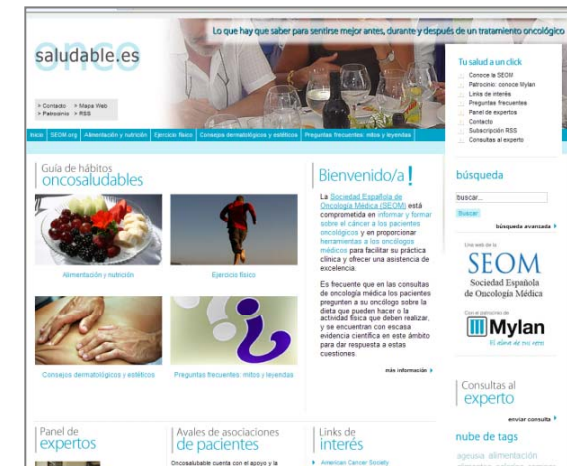 Lo que hay que saber para sentirse mejor antes, durante y después de un tratamiento oncológico
onco
saludable.es
» Contacto » Mapa Web
» Patrocinio » RSS
Inicio
SEOM.org
Alimentación y nutrición
Ejercicio físico
Consejos dermatológicos y estéticos
Preguntas frecuentes: mitos y leyendas
Tu salud a un click
Conoce la SEOM
Patrocinio: conoce Mylan
Links de interés
Preguntas frecuentes
Panel de expertos
Contacto
Subscripción RSS
Consultas al experto
Guía de hábitos
oncosaludables
Alimentación y nutrición
Ejercicio físico
Consejos dermatológicos y estéticos
Preguntas frecuentes: mitos y leyendas
Bienvenido/a !
La Sociedad Española de
Oncología Médica (SEOM) está
comprometida en informar y formar
sobre el cáncer a los pacientes
oncológicos y en proporcionar
herramientas a los oncólogos
médicos para facilitar su práctica
clínica y ofrecer una asistencia de
excelencia.
Es frecuente que en las consultas
de oncología médica los pacientes
pregunten a su oncólogo sobre la
dieta que pueden hacer o la
actividad física que deben realizar,
y se encuentran con escasa
evidencia científica en este ámbito
para dar respuesta a estas
cuestiones.
más información
búsqueda
buscar...
Buscar
búsqueda avanzada
Una web de la
SEOM
Sociedad Española
de Oncología Médica
Con el patrocinio de
Mylan
Consultas al
experto
enviar consulta
nube de tags
ageusia alimentación
Panel de
expertos
Avales de asociaciones
de pacientes
Oncosaludable cuenta con el apoyo y la
Links de
interés
American Cancer Society